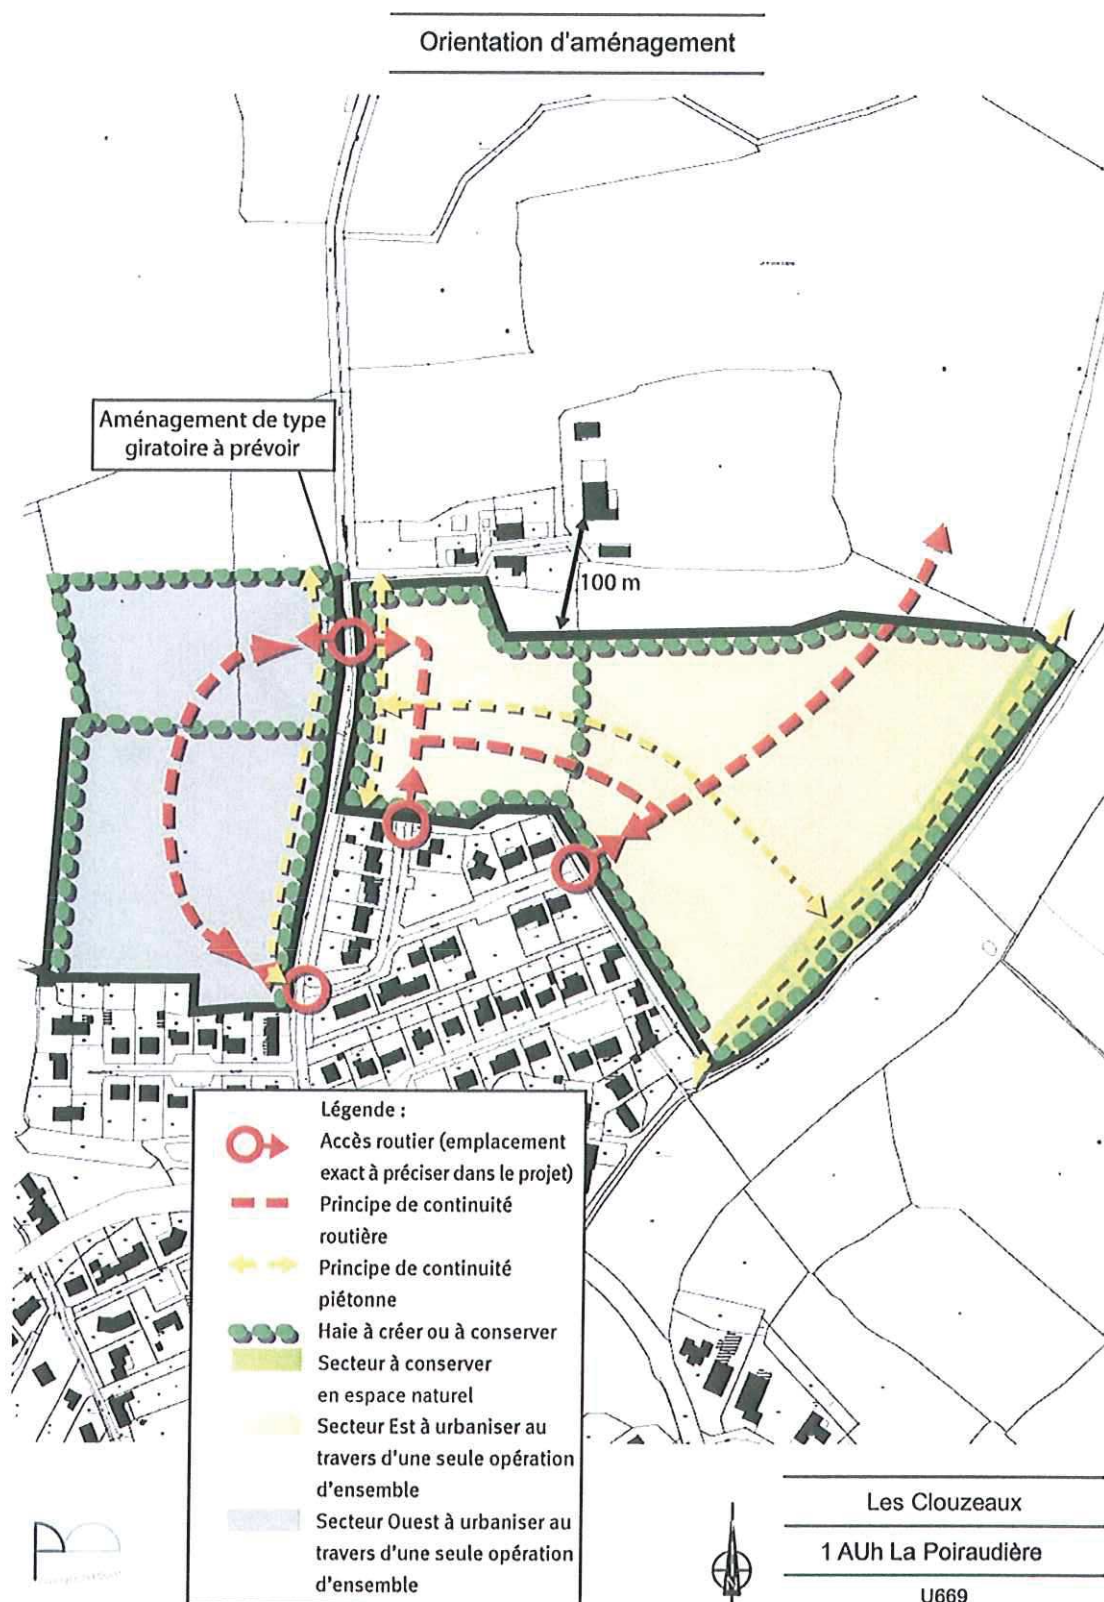 Orientation d'aménagement
Aménagement de type
giratoire à prévoir
100 m
Légende :
Accès routier (emplacement
exact à préciser dans le projet)
Principe de continuité
routière
Principe de continuité
piétonne
Haie à créer ou à conserver
Secteur à conserver
en espace naturel
Secteur Est à urbaniser au
travers d'une seule opération
d'ensemble
Secteur Ouest à urbaniser au
travers d'une seule opération
d'ensemble
N
Les Clouzeaux
1 AUh La Poiraudière
U669